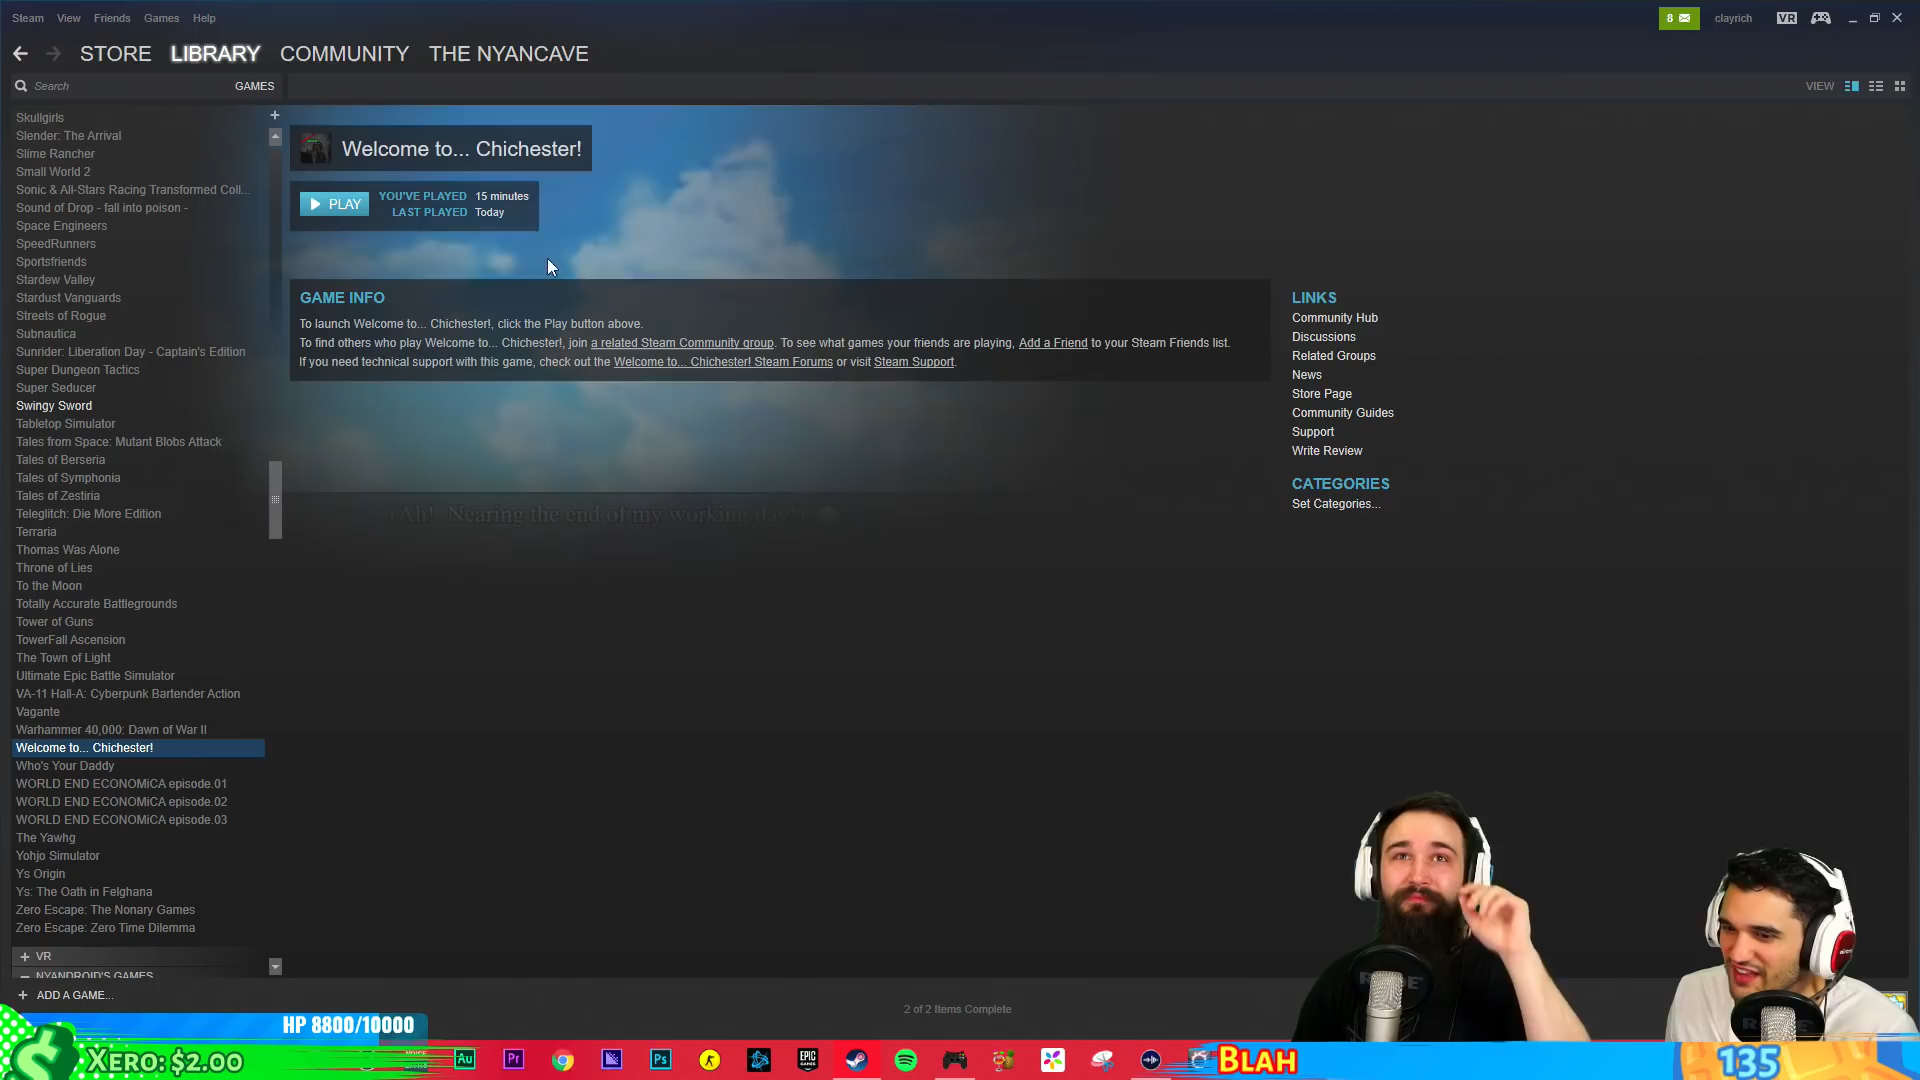 Steam View Friends Games Help
8 clayrich VR
STORE LIBRARY COMMUNITY THE NYANCAVE
Search GAMES VIEW
Skullgirls
Slender: The Arrival
Slime Rancher
Small World 2
Sonic & All-Stars Racing Transformed Coll...
Sound of Drop - fall into poison -
Space Engineers
SpeedRunners
Sportsfriends
Stardew Valley
Stardust Vanguards
Streets of Rogue
Subnautica
Sunrider: Liberation Day - Captain's Edition
Super Dungeon Tactics
Super Seducer
Swingy Sword
Tabletop Simulator
Tales from Space: Mutant Blobs Attack
Tales of Berseria
Tales of Symphonia
Tales of Zestiria
Teleglitch: Die More Edition
Terraria
Thomas Was Alone
Throne of Lies
To the Moon
Totally Accurate Battlegrounds
Tower of Guns
TowerFall Ascension
The Town of Light
Ultimate Epic Battle Simulator
VA-11 Hall-A: Cyberpunk Bartender Action
Vagante
Warhammer 40,000: Dawn of War II
Welcome to... Chichester!
Who's Your Daddy
WORLD END ECONOMiCA episode.01
WORLD END ECONOMiCA episode.02
WORLD END ECONOMiCA episode.03
The Yawhg
Yohjo Simulator
Ys Origin
Ys: The Oath in Felghana
Zero Escape: The Nonary Games
Zero Escape: Zero Time Dilemma
VR
NYANDROID'S GAMES
ADD A GAME...
Welcome to... Chichester!
PLAY
YOU'VE PLAYED 15 minutes
LAST PLAYED Today
GAME INFO
To launch Welcome to... Chichester!, click the Play button above.
To find others who play Welcome to... Chichester!, join a related Steam Community group. To see what games your friends are playing, Add a Friend to your Steam Friends list.
If you need technical support with this game, check out the Welcome to... Chichester! Steam Forums or visit Steam Support.
Ah! Nearing the end of my working day!
LINKS
Community Hub
Discussions
Related Groups
News
Store Page
Community Guides
Support
Write Review
CATEGORIES
Set Categories...
2 of 2 Items Complete
RODE
HP 8800/10000
XERO: $2.00
Au Pr Ps EPIC GAMES
BLAH
135